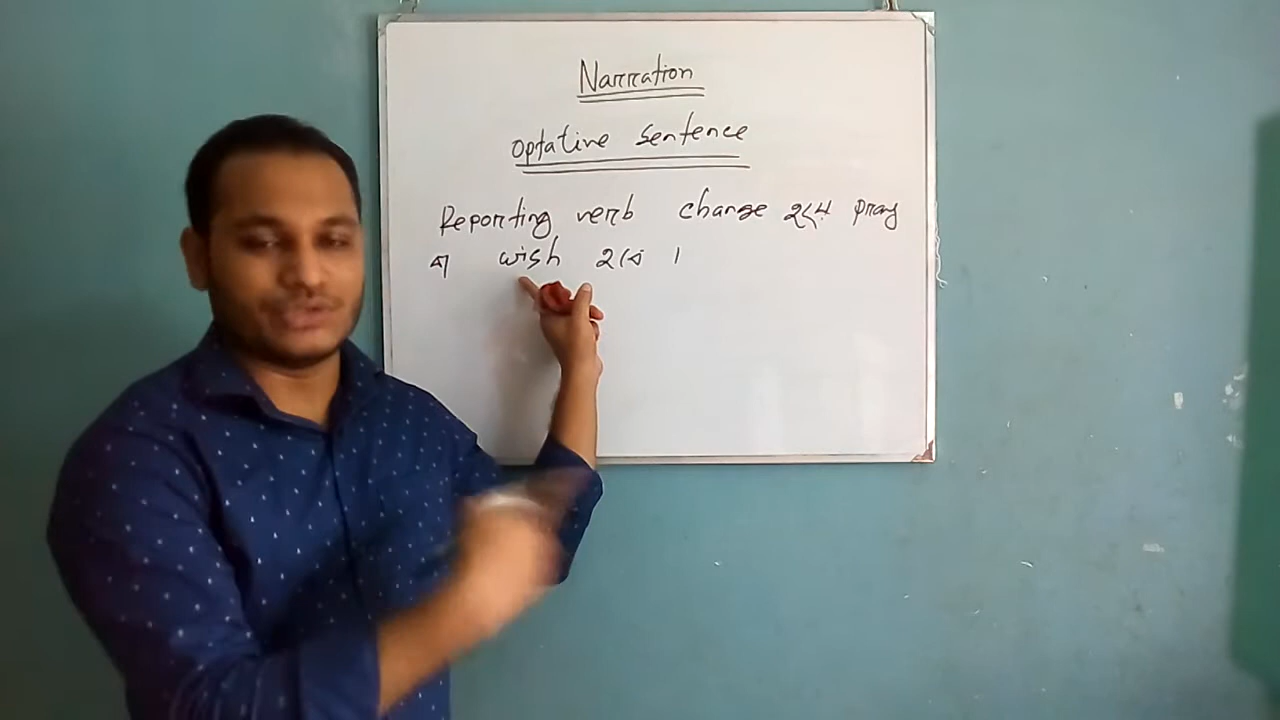 Narration
Optative Sentence
Reporting verb change হয়ে pray
বা wish হবে ।